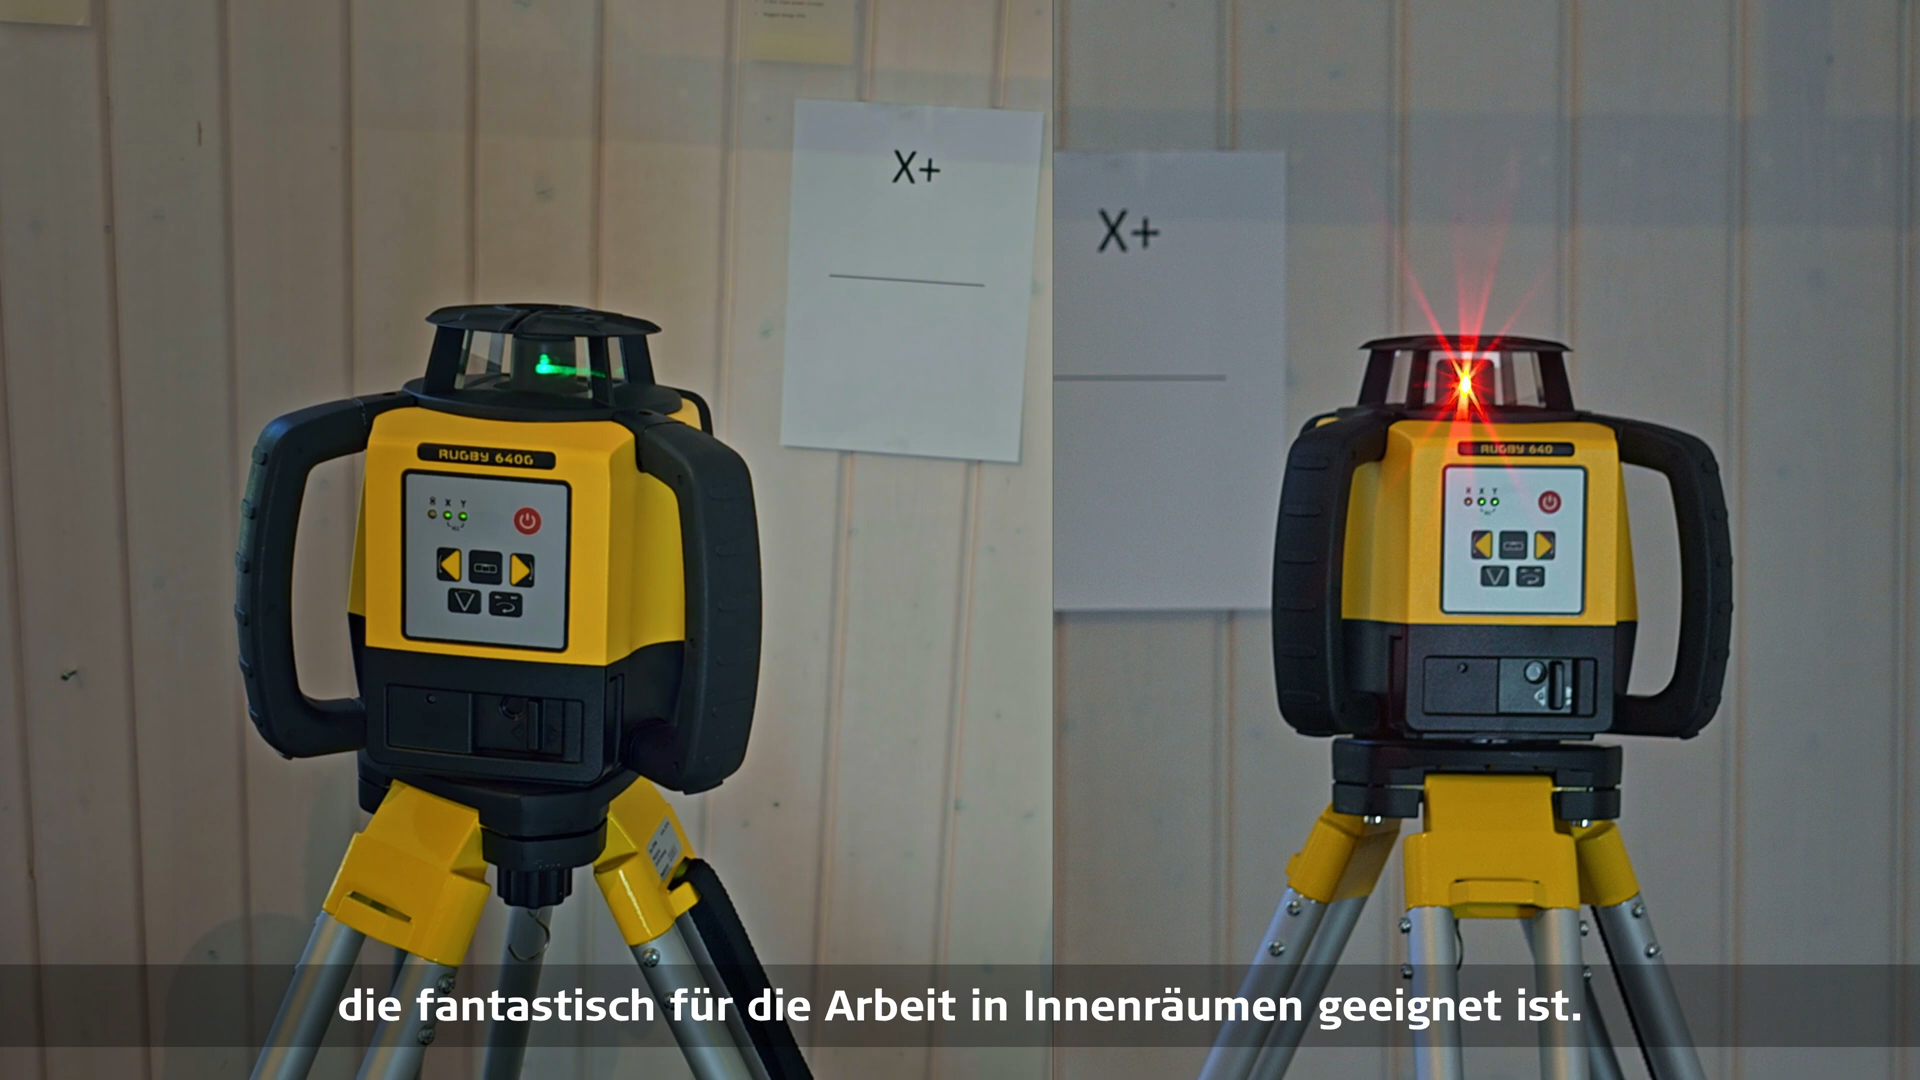 X+
X+
RUGBY 640G
RUGBY 640
R X Y
R X Y
die fantastisch für die Arbeit in Innenräumen geeignet ist.